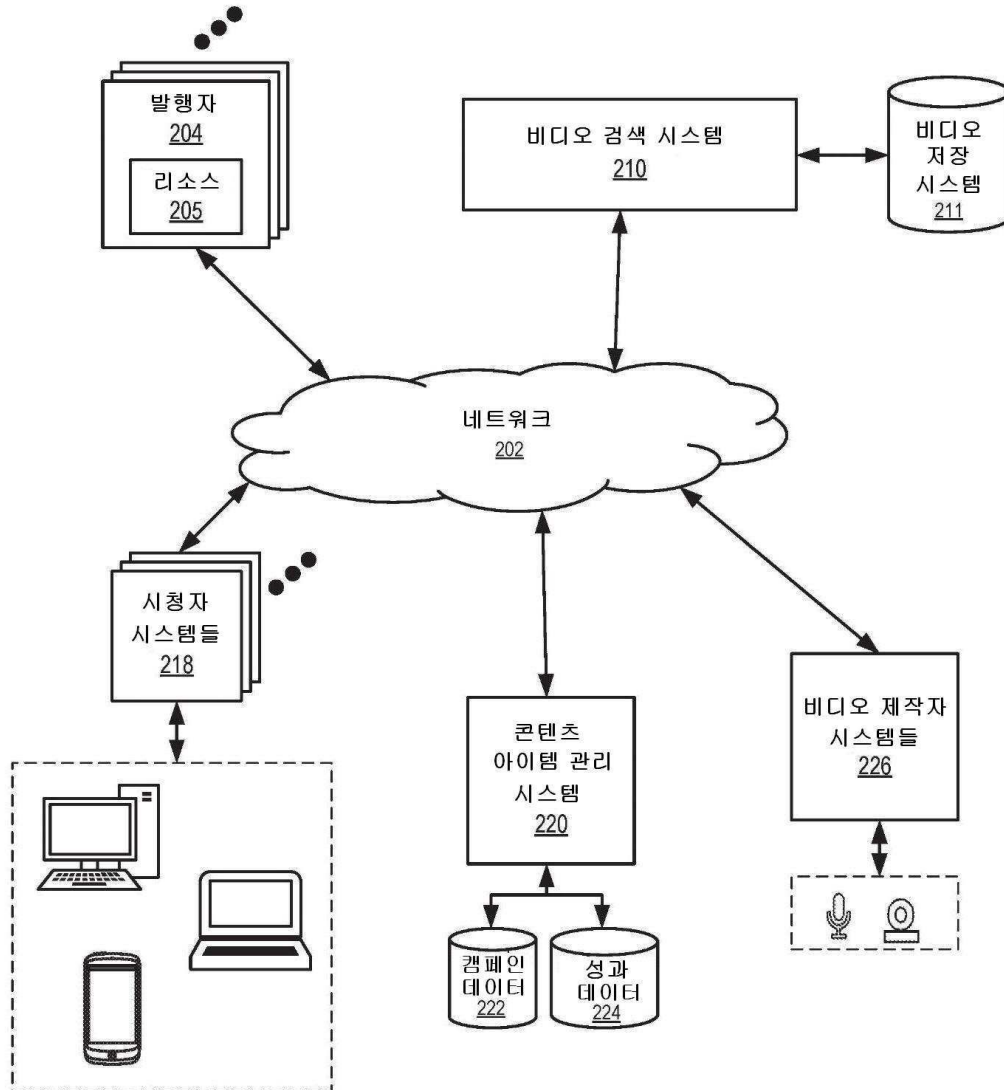 발행자
204
리소스
205
비디오 검색 시스템
210
비디오
저장
시스템
211
네트워크
202
시청자
시스템들
218
콘텐츠
아이템 관리
시스템
220
비디오 제작자
시스템들
226
캠페인
데이터
222
성과
데이터
224